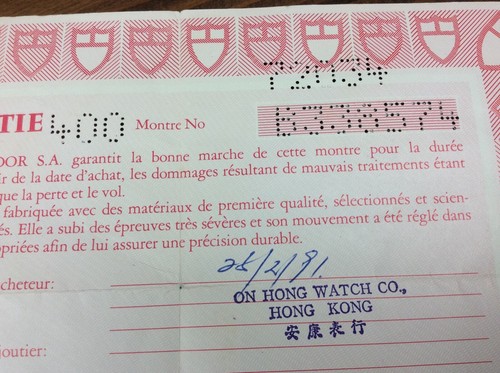 72034
TIE 400 Montre No
DOR S.A. garantit la bonne marche de cette montre pour la durée
ir de la date d'achat, les dommages résultant de mauvais traitements étant
que la perte et le vol.
fabriquée avec des matériaux de première qualité, sélectionnés et scien-
és. Elle a subi des épreuves très sévères et son mouvement a été réglé dans
opriées afin de lui assurer une précision durable.
cheteur: 28/2/91.
ON HONG WATCH CO.,
HONG KONG
安康表行
joutier: